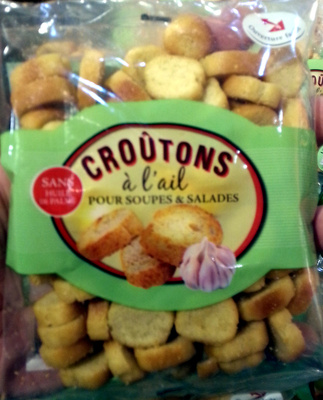 CROÛTONS
à l'ail
POUR SOUPES & SALADES
SANS
HUILE
DE PALME